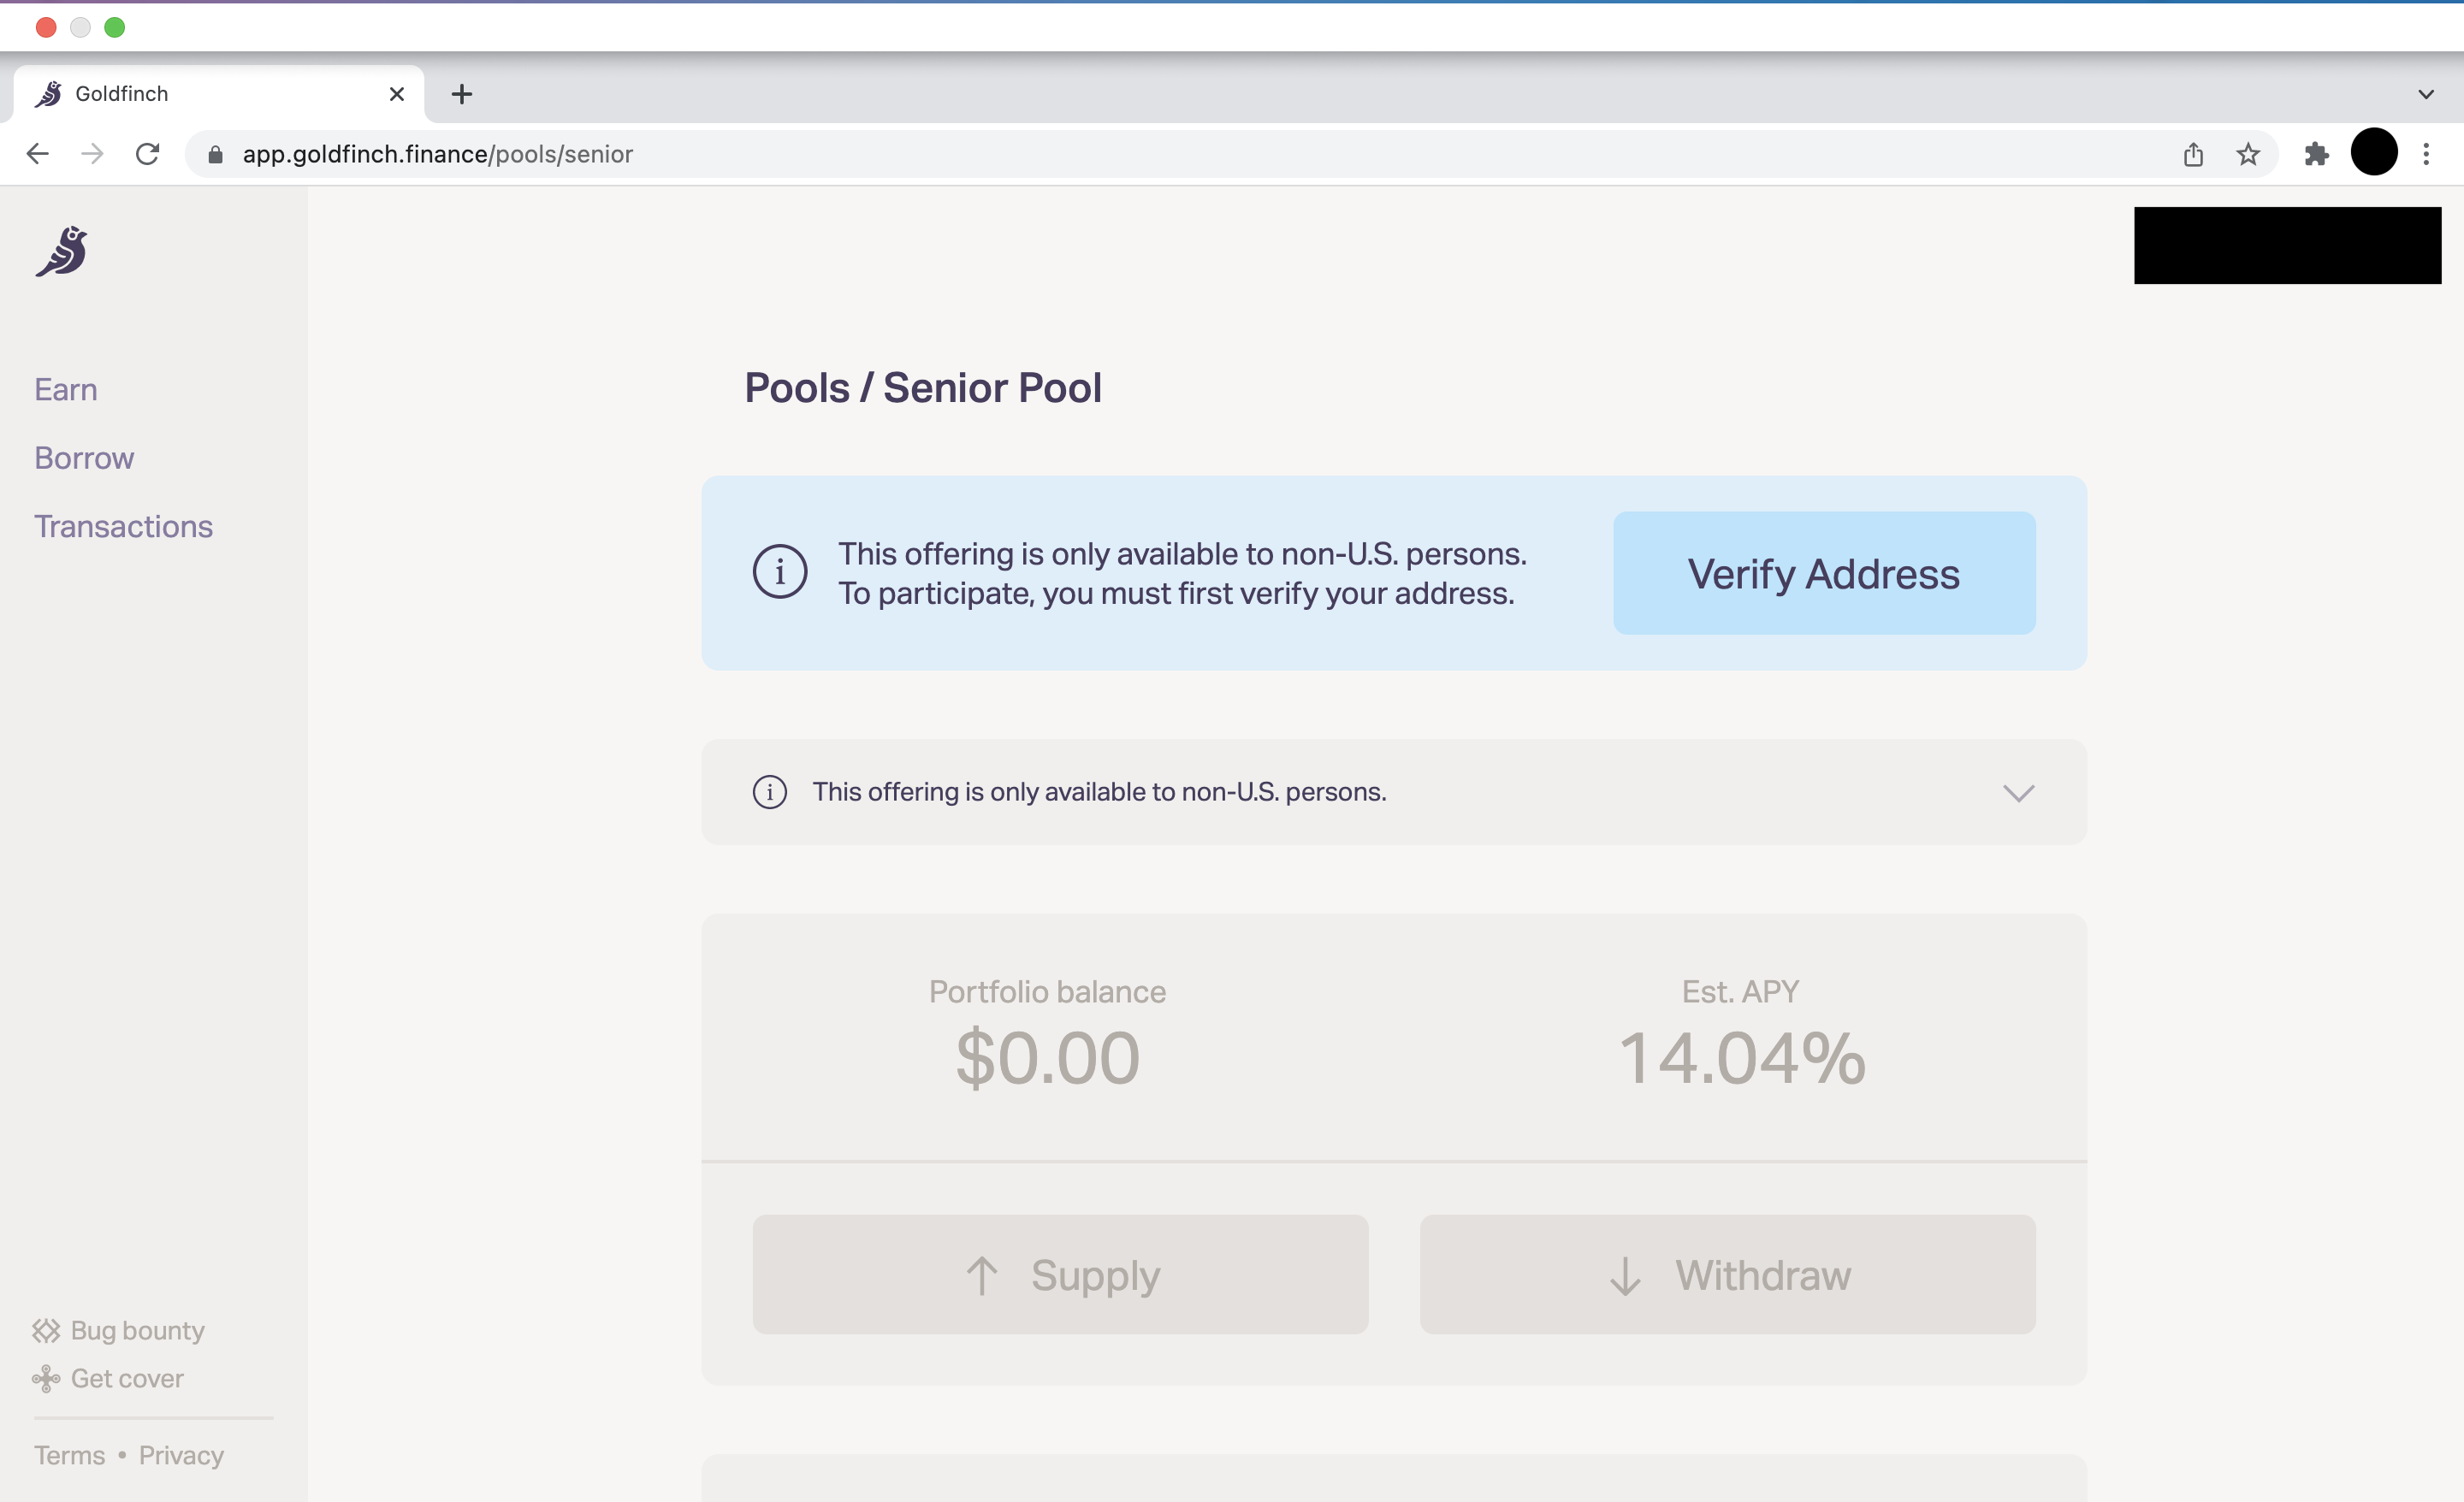 Goldfinch
app.goldfinch.finance/pools/senior
Earn
Borrow
Transactions
Pools / Senior Pool
This offering is only available to non-U.S. persons.
To participate, you must first verify your address.
Verify Address
This offering is only available to non-U.S. persons.
Portfolio balance
$0.00
Est. APY
14.04%
Supply
Withdraw
Bug bounty
Get cover
Terms • Privacy